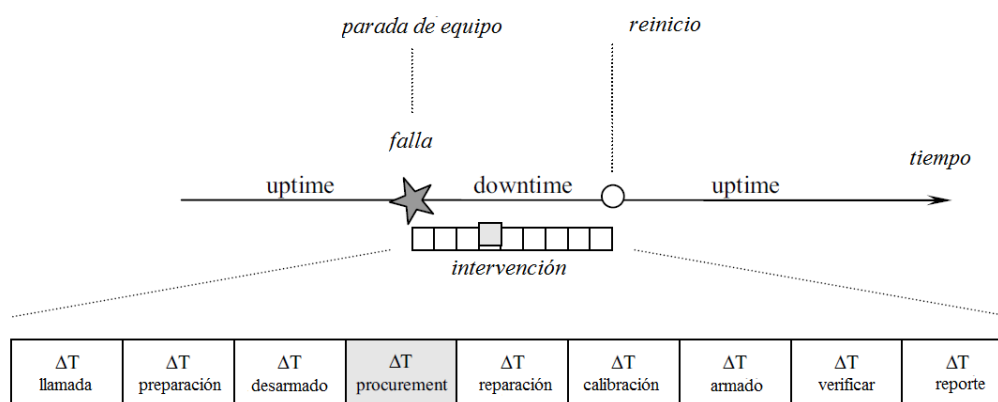 parada de equipo
reinicio
falla
tiempo
uptime
downtime
uptime
intervención
ΔT
llamada
ΔT
preparación
ΔT
desarmado
ΔT
procurement
ΔT
reparación
ΔT
calibración
ΔT
armado
ΔT
verificar
ΔT
reporte